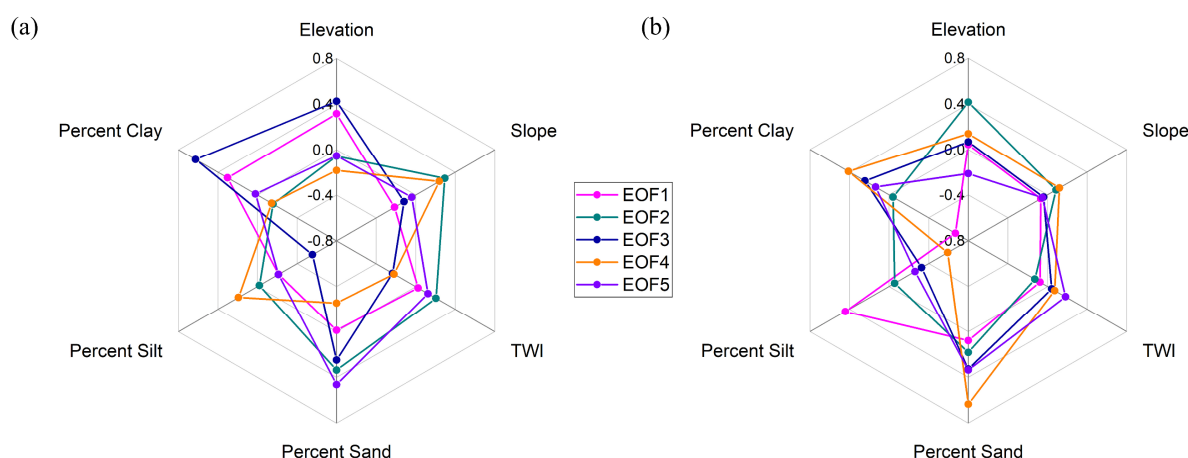 (a)
Elevation
0.8
0.4
0.0
-0.4
-0.8
Percent Clay
Slope
Percent Silt
TWI
Percent Sand
EOF1
EOF2
EOF3
EOF4
EOF5
(b)
Elevation
0.8
0.4
0.0
-0.4
-0.8
Percent Clay
Slope
Percent Silt
TWI
Percent Sand